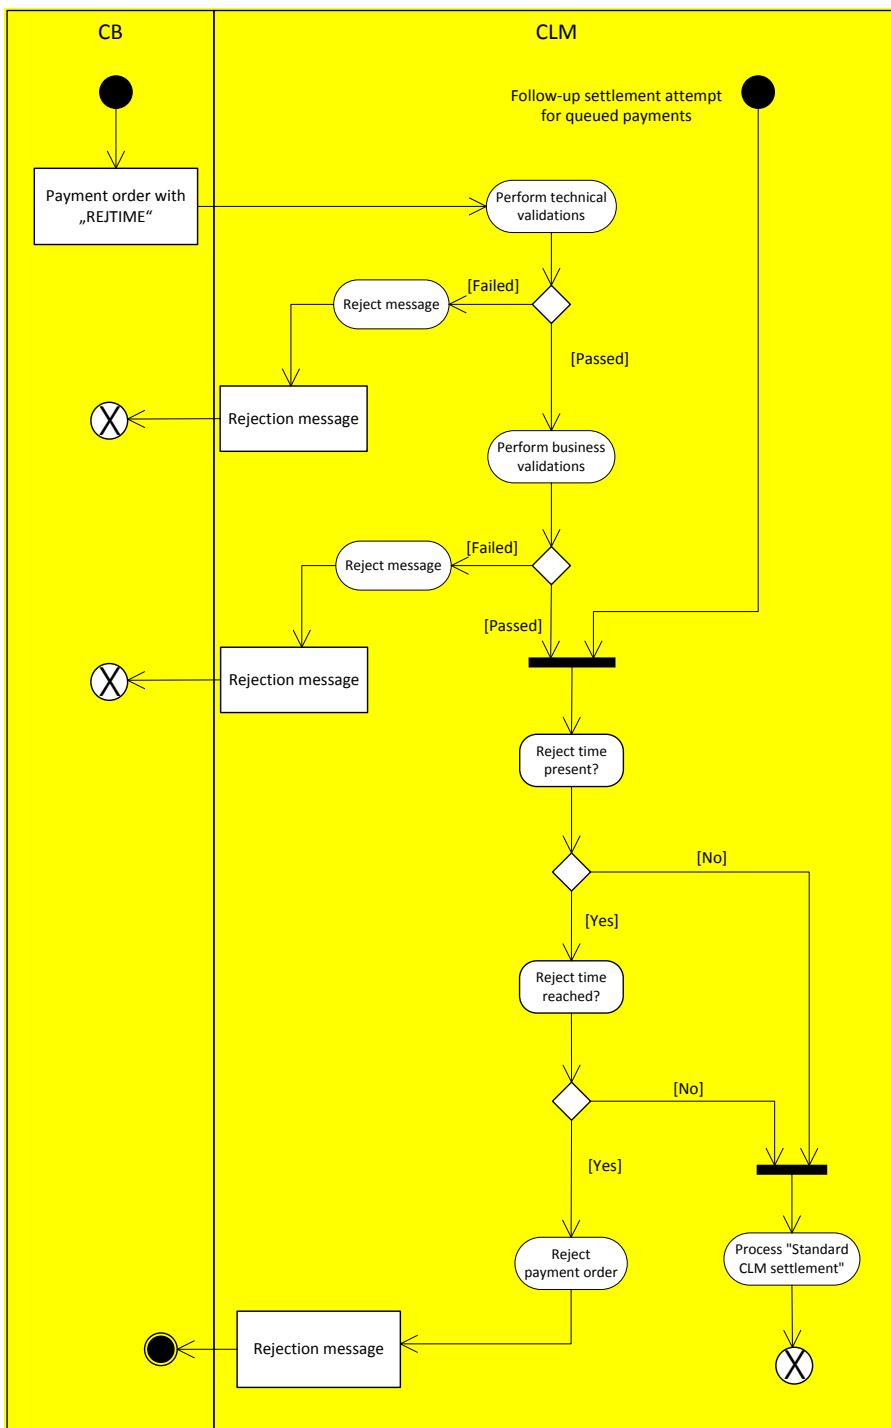 CB
CLM
Follow-up settlement attempt
for queued payments
Payment order with
„REJTIME“
Perform technical
validations
[Failed]
Reject message
[Passed]
Rejection message
X
Perform business
validations
[Failed]
Reject message
[Passed]
Rejection message
X
Reject time
present?
[No]
[Yes]
Reject time
reached?
[No]
[Yes]
Reject
payment order
Process "Standard
CLM settlement"
Rejection message
X